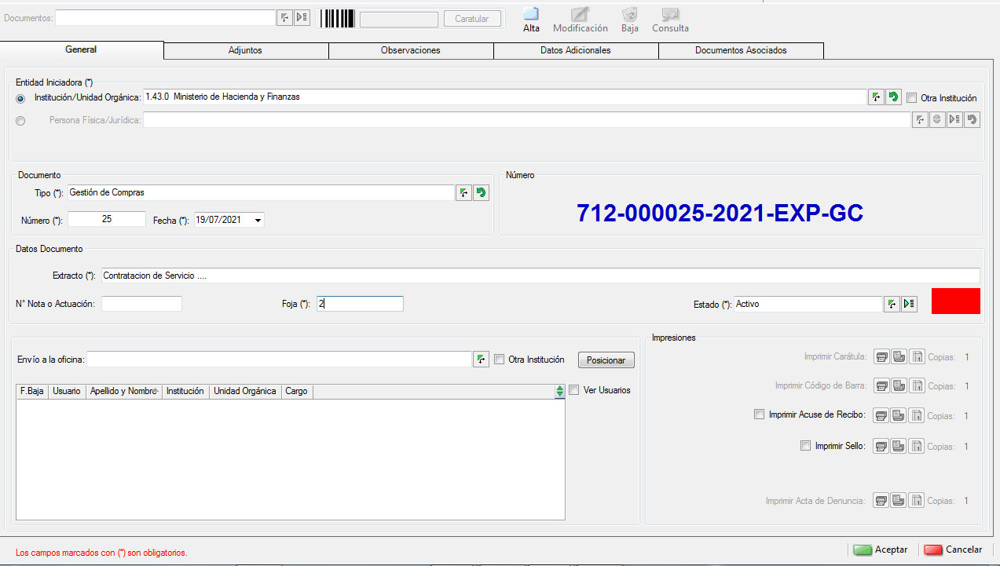 Documentos:
Caratular
Alta Modificación Baja Consulta
General Adjuntos Observaciones Datos Adicionales Documentos Asociados
Entidad Iniciadora (*)
Institución/Unidad Orgánica: 1.43.0 Ministerio de Hacienda y Finanzas Otra Institución
Persona Física/Jurídica:
Documento Número
Tipo (*): Gestión de Compras
712-000025-2021-EXP-GC
Número (*): 25 Fecha (*): 19/07/2021
Datos Documento
Extracto (*): Contratacion de Servicio ....
N° Nota o Actuación: Foja (*): 2 Estado (*): Activo
Impresiones
Envío a la oficina: Otra Institución Posicionar
Imprimir Carátula: Copias: 1
Imprimir Código de Barra: Copias: 1
F.Baja Usuario Apellido y Nombre Institución Unidad Orgánica Cargo Ver Usuarios
Imprimir Acuse de Recibo: Copias: 1
Imprimir Sello: Copias: 1
Imprimir Acta de Denuncia: Copias: 1
Los campos marcados con (*) son obligatorios. Aceptar Cancelar